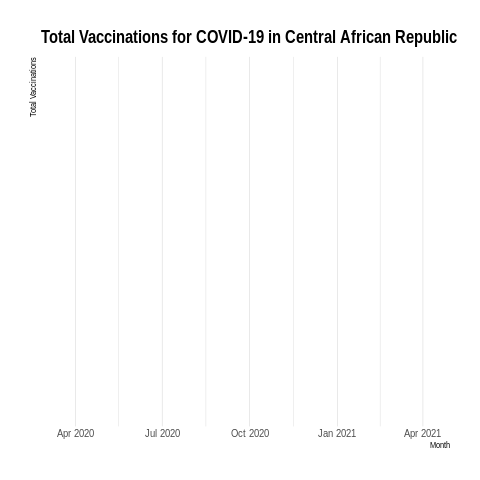 Total Vaccinations for COVID-19 in Central African Republic
Total Vaccinations
Apr 2020
Jul 2020
Oct 2020
Jan 2021
Apr 2021
Month